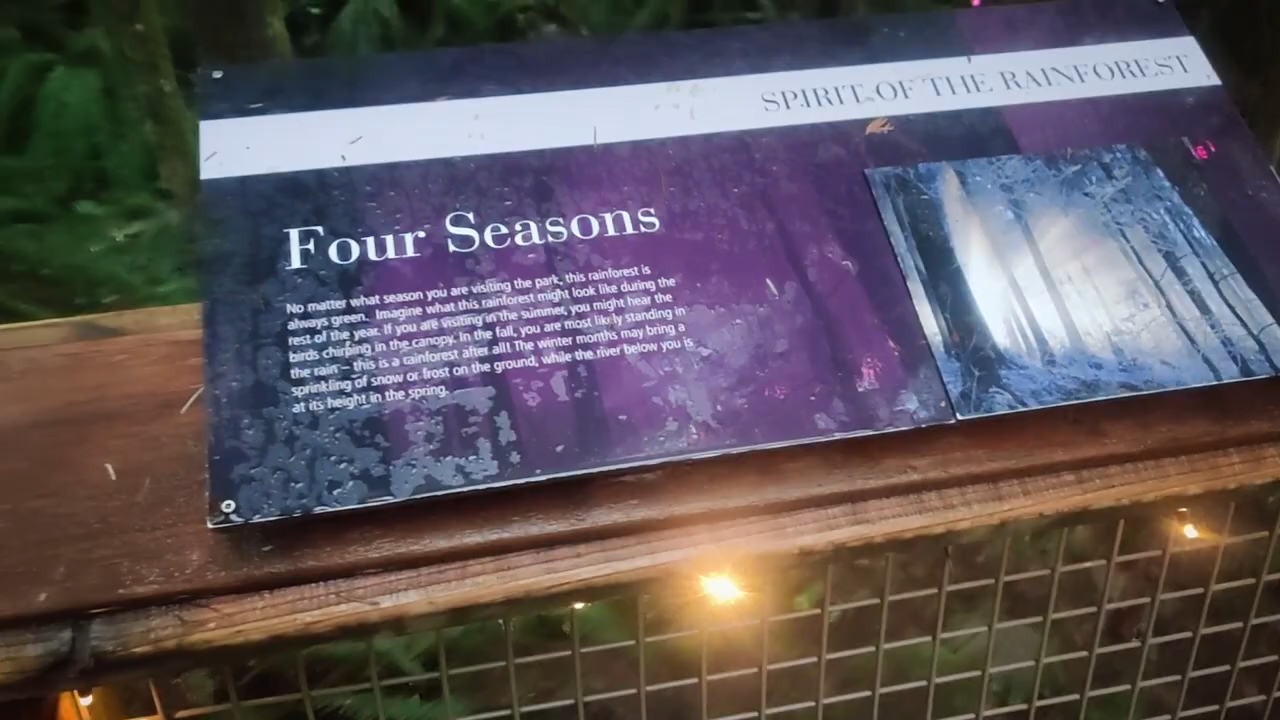 SPIRIT OF THE RAINFOREST
Four Seasons
No matter what season you are visiting the park, this rainforest is
always green. Imagine what this rainforest might look like during the
rest of the year. If you are visiting in the summer, you might hear the
birds chirping in the canopy. In the fall, you are most likely standing in
the rain – this is a rainforest after all! The winter months may bring a
sprinkling of snow or frost on the ground, while the river below you is
at its height in the spring.